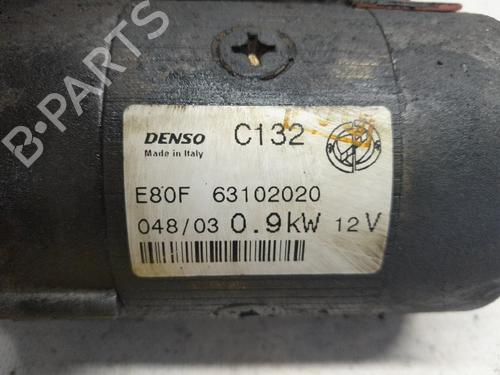 B-PARTS
DENSO C132
Made in Italy
E80F 63102020
048/03 0.9kW 12V